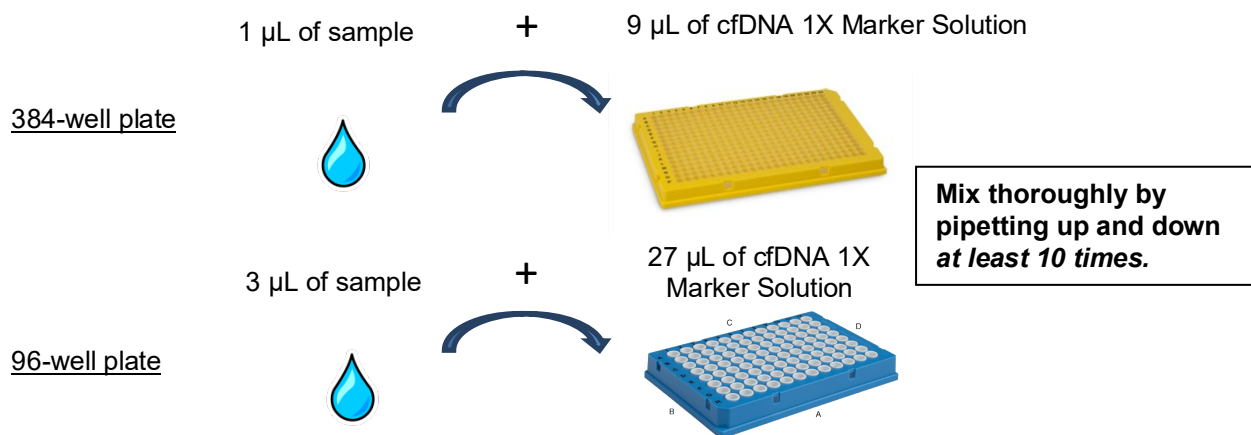 1 µL of sample + 9 µL of cfDNA 1X Marker Solution
384-well plate
Mix thoroughly by
pipetting up and down
at least 10 times.
3 µL of sample + 27 µL of cfDNA 1X
Marker Solution
96-well plate
C
D
B
A